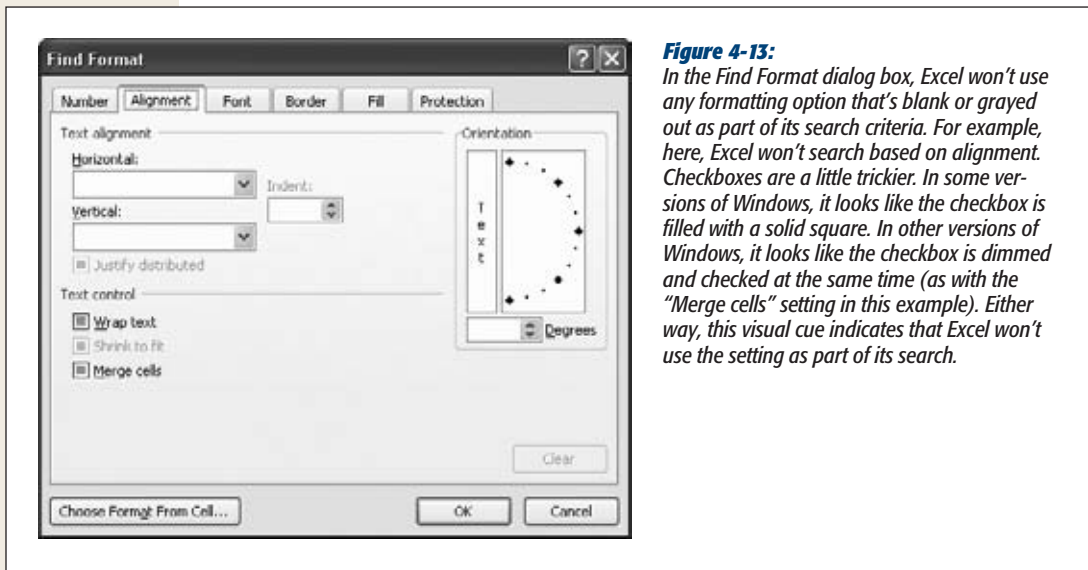 Find Format
Number Alignment Font Border Fill Protection
Text alignment
Horizontal:
Indent:
Vertical:
Justify distributed
Text control
Wrap text
Shrink to fit
Merge cells
Orientation
Text
Degrees
Clear
Choose Format From Cell...
OK
Cancel
Figure 4-13:
In the Find Format dialog box, Excel won't use
any formatting option that's blank or grayed
out as part of its search criteria. For example,
here, Excel won't search based on alignment.
Checkboxes are a little trickier. In some ver-
sions of Windows, it looks like the checkbox is
filled with a solid square. In other versions of
Windows, it looks like the checkbox is dimmed
and checked at the same time (as with the
"Merge cells" setting in this example). Either
way, this visual cue indicates that Excel won't
use the setting as part of its search.